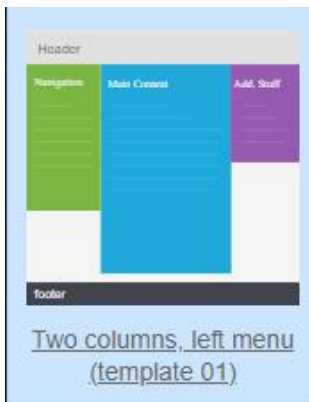 Header
Navigation
Main Content
Add. Stuff
footer
Two columns, left menu
(template 01)